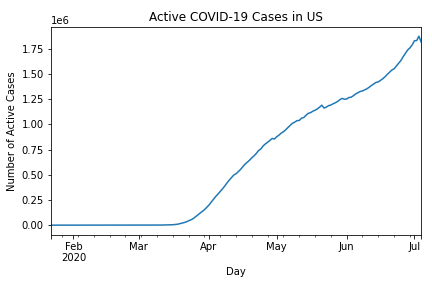 Active COVID-19 Cases in US
1e6
1.75
1.50
1.25
1.00
0.75
0.50
0.25
0.00
Number of Active Cases
Feb Mar Apr May Jun Jul
2020
Day